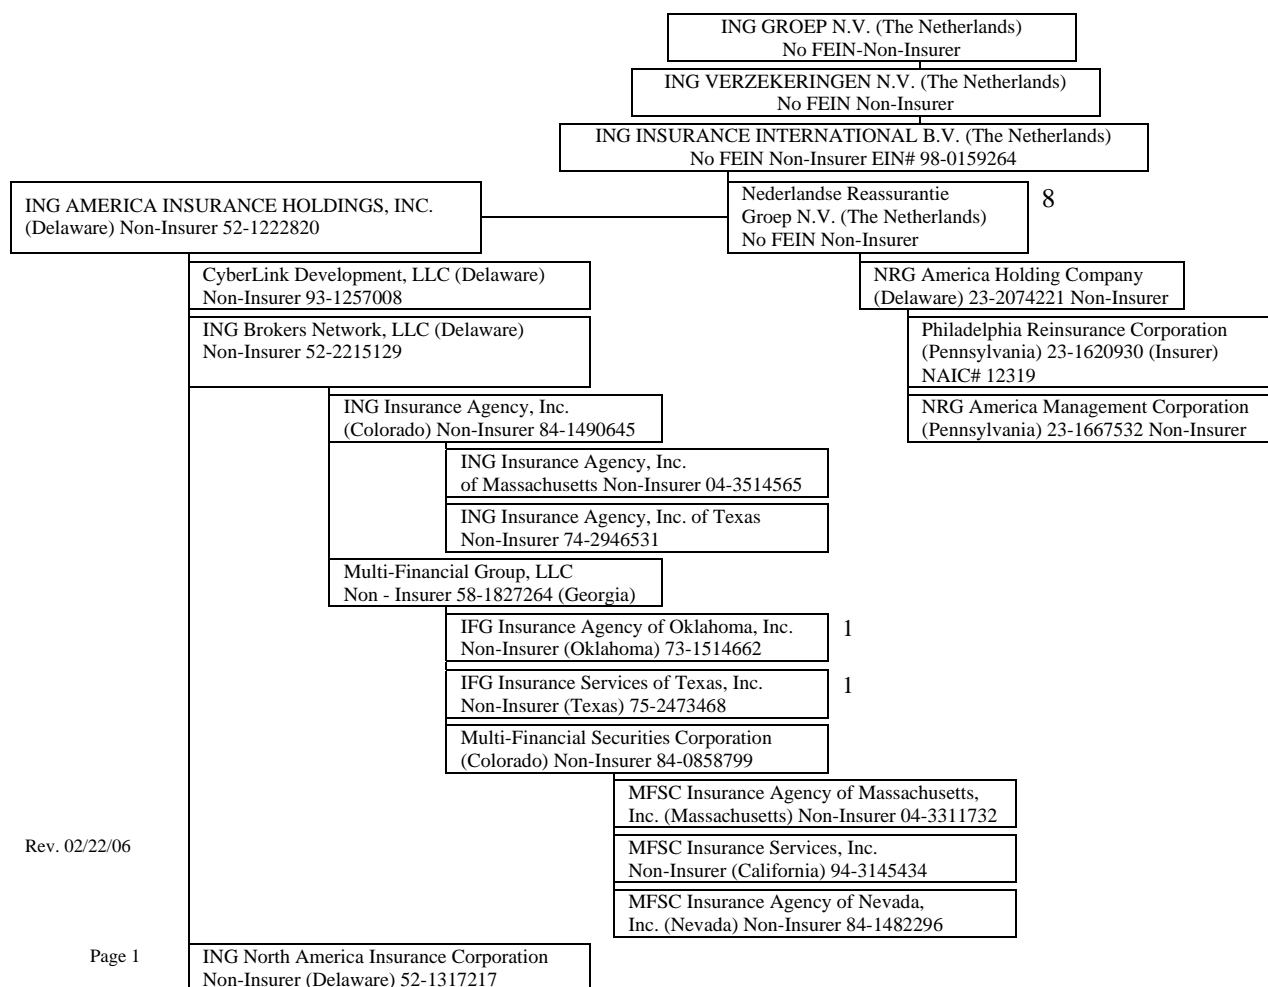 ING GROEP N.V. (The Netherlands)
No FEIN-Non-Insurer
ING VERZEKERINGEN N.V. (The Netherlands)
No FEIN Non-Insurer
ING INSURANCE INTERNATIONAL B.V. (The Netherlands)
No FEIN Non-Insurer EIN# 98-0159264
Nederlandse Reassurantie
Groep N.V. (The Netherlands)
No FEIN Non-Insurer
8
ING AMERICA INSURANCE HOLDINGS, INC.
(Delaware) Non-Insurer 52-1222820
CyberLink Development, LLC (Delaware)
Non-Insurer 93-1257008
NRG America Holding Company
(Delaware) 23-2074221 Non-Insurer
ING Brokers Network, LLC (Delaware)
Non-Insurer 52-2215129
Philadelphia Reinsurance Corporation
(Pennsylvania) 23-1620930 (Insurer)
NAIC# 12319
ING Insurance Agency, Inc.
(Colorado) Non-Insurer 84-1490645
NRG America Management Corporation
(Pennsylvania) 23-1667532 Non-Insurer
ING Insurance Agency, Inc.
of Massachusetts Non-Insurer 04-3514565
ING Insurance Agency, Inc. of Texas
Non-Insurer 74-2946531
Multi-Financial Group, LLC
Non - Insurer 58-1827264 (Georgia)
IFG Insurance Agency of Oklahoma, Inc.
Non-Insurer (Oklahoma) 73-1514662
1
IFG Insurance Services of Texas, Inc.
Non-Insurer (Texas) 75-2473468
1
Multi-Financial Securities Corporation
(Colorado) Non-Insurer 84-0858799
MFSC Insurance Agency of Massachusetts,
Inc. (Massachusetts) Non-Insurer 04-3311732
Rev. 02/22/06
MFSC Insurance Services, Inc.
Non-Insurer (California) 94-3145434
MFSC Insurance Agency of Nevada,
Inc. (Nevada) Non-Insurer 84-1482296
Page 1
ING North America Insurance Corporation
Non-Insurer (Delaware) 52-1317217